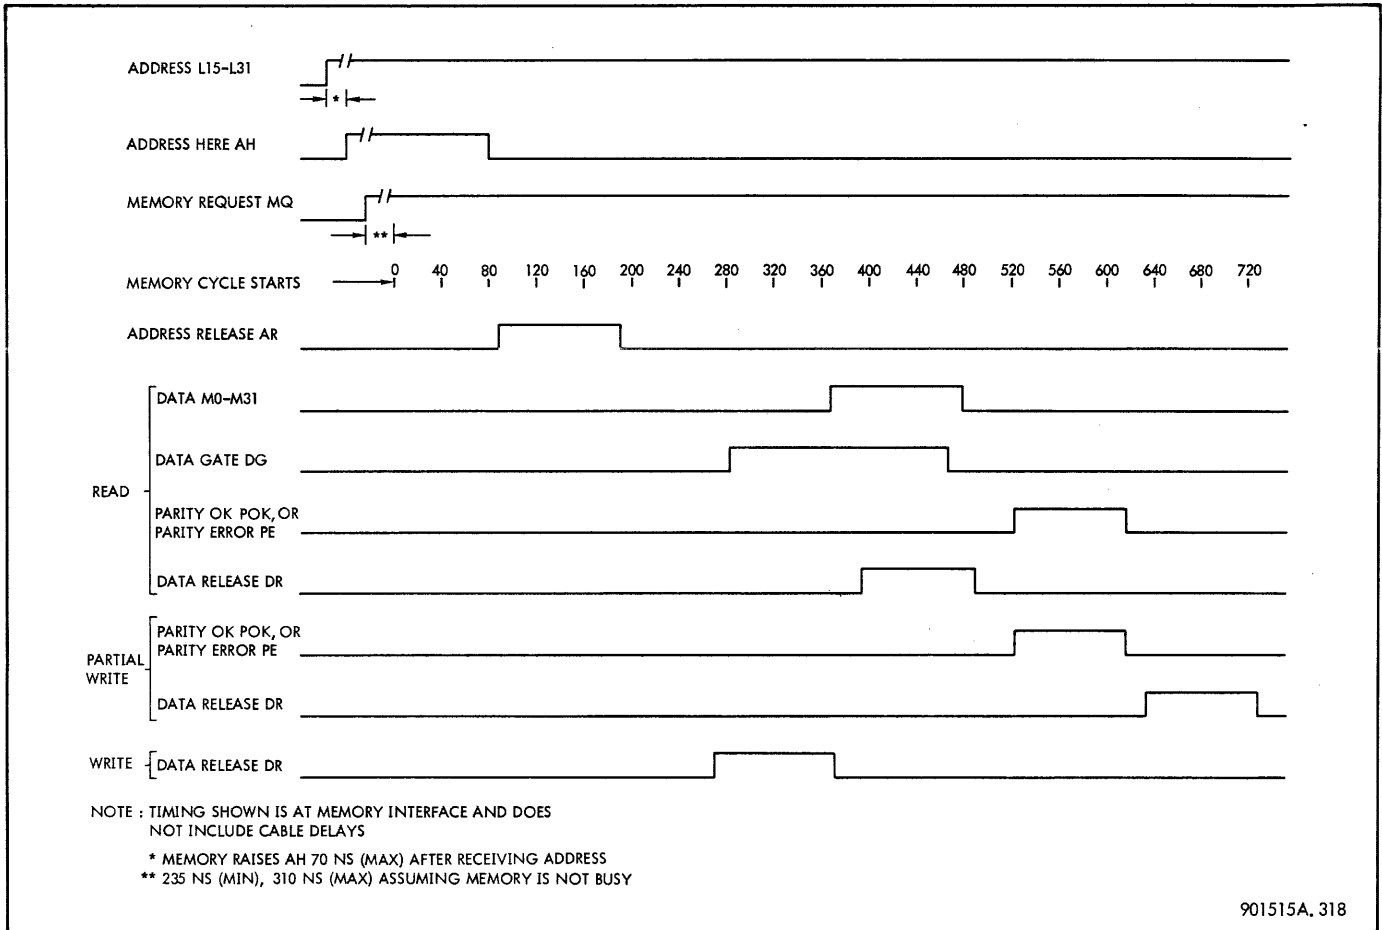 ADDRESS L15-L31
*
ADDRESS HERE AH
MEMORY REQUEST MQ
**
0 40 80 120 160 200 240 280 320 360 400 440 480 520 560 600 640 680 720
MEMORY CYCLE STARTS
ADDRESS RELEASE AR
DATA M0-M31
DATA GATE DG
READ
PARITY OK POK, OR
PARITY ERROR PE
DATA RELEASE DR
PARITY OK POK, OR
PARITY ERROR PE
PARTIAL
WRITE
DATA RELEASE DR
WRITE
DATA RELEASE DR
NOTE : TIMING SHOWN IS AT MEMORY INTERFACE AND DOES
NOT INCLUDE CABLE DELAYS
* MEMORY RAISES AH 70 NS (MAX) AFTER RECEIVING ADDRESS
** 235 NS (MIN), 310 NS (MAX) ASSUMING MEMORY IS NOT BUSY
901515A. 318